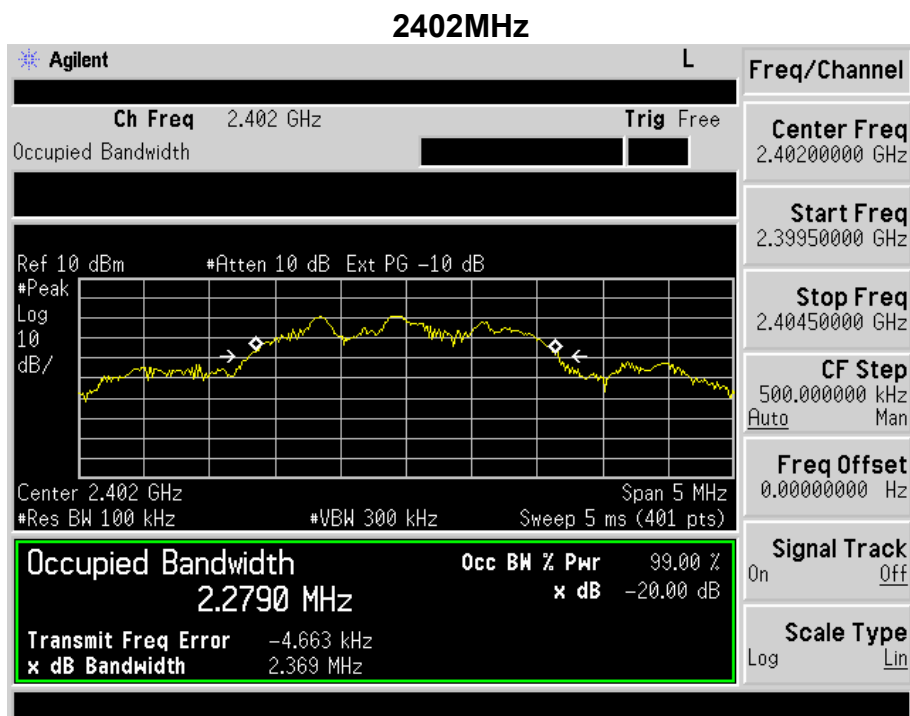 2402MHz
Agilent L
Freq/Channel
Ch Freq 2.402 GHz Trig Free
Occupied Bandwidth
Center Freq
2.40200000 GHz
Start Freq
2.39950000 GHz
Stop Freq
2.40450000 GHz
CF Step
500.000000 kHz
Auto Man
Freq Offset
0.00000000 Hz
Signal Track
On Off
Scale Type
Log Lin
Ref 10 dBm #Atten 10 dB Ext PG -10 dB
#Peak
Log
10
dB/
Center 2.402 GHz Span 5 MHz
#Res BW 100 kHz #VBW 300 kHz Sweep 5 ms (401 pts)
Occupied Bandwidth
2.2790 MHz
Occ BW % Pwr 99.00 %
x dB -20.00 dB
Transmit Freq Error -4.663 kHz
x dB Bandwidth 2.369 MHz